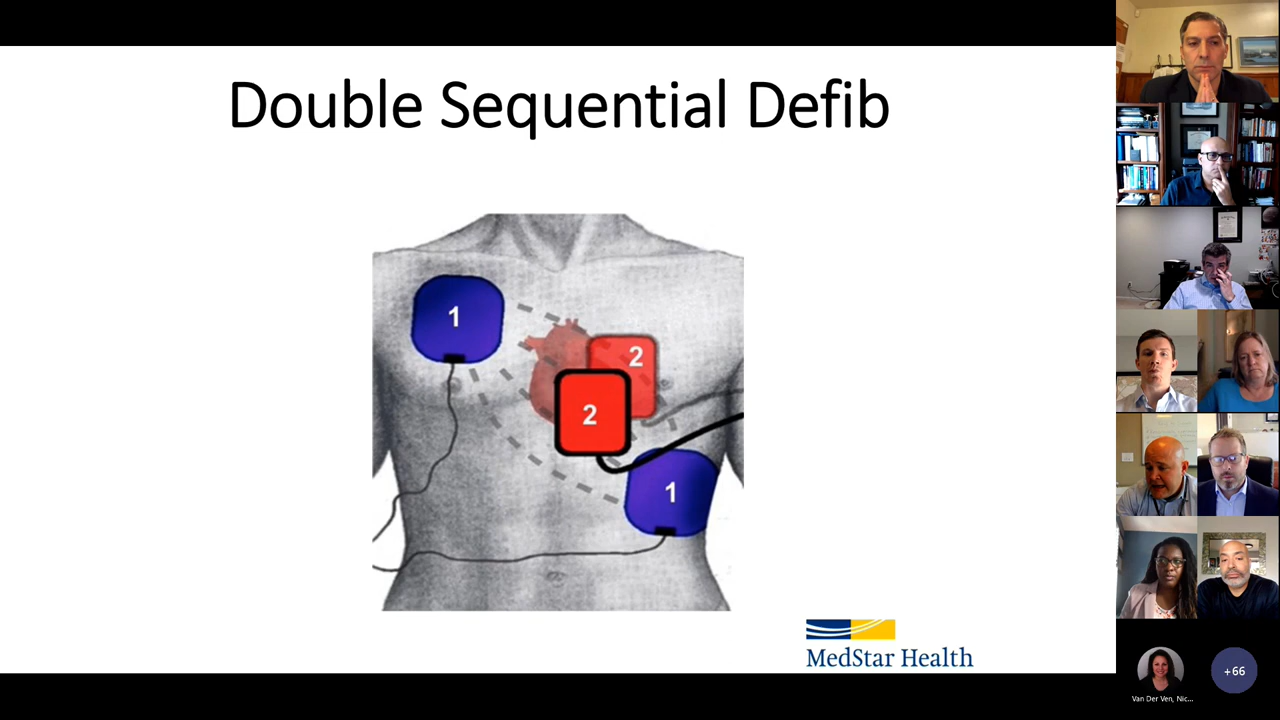 Double Sequential Defib
1
2
2
1
MedStar Health
Van Der Ven, Nic...
+66